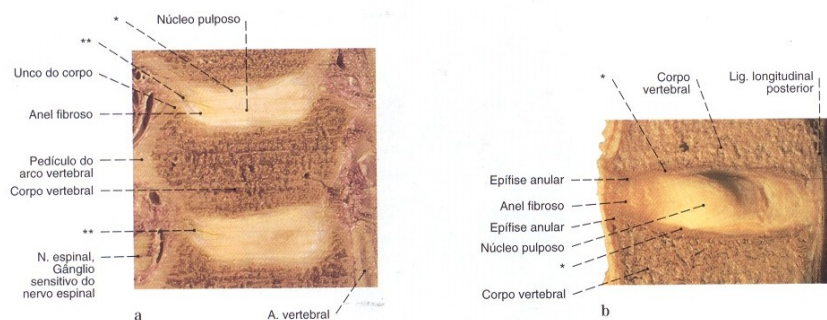 *
Núcleo pulposo
**
Unco do corpo
Anel fibroso
Pedículo do
arco vertebral
Corpo vertebral
**
N. espinal,
Gânglio
sensitivo do
nervo espinal
A. vertebral
a
*
Corpo
vertebral
Lig. longitudinal
posterior
Epífise anular
Anel fibroso
Epífise anular
Núcleo pulposo
*
Corpo vertebral
b